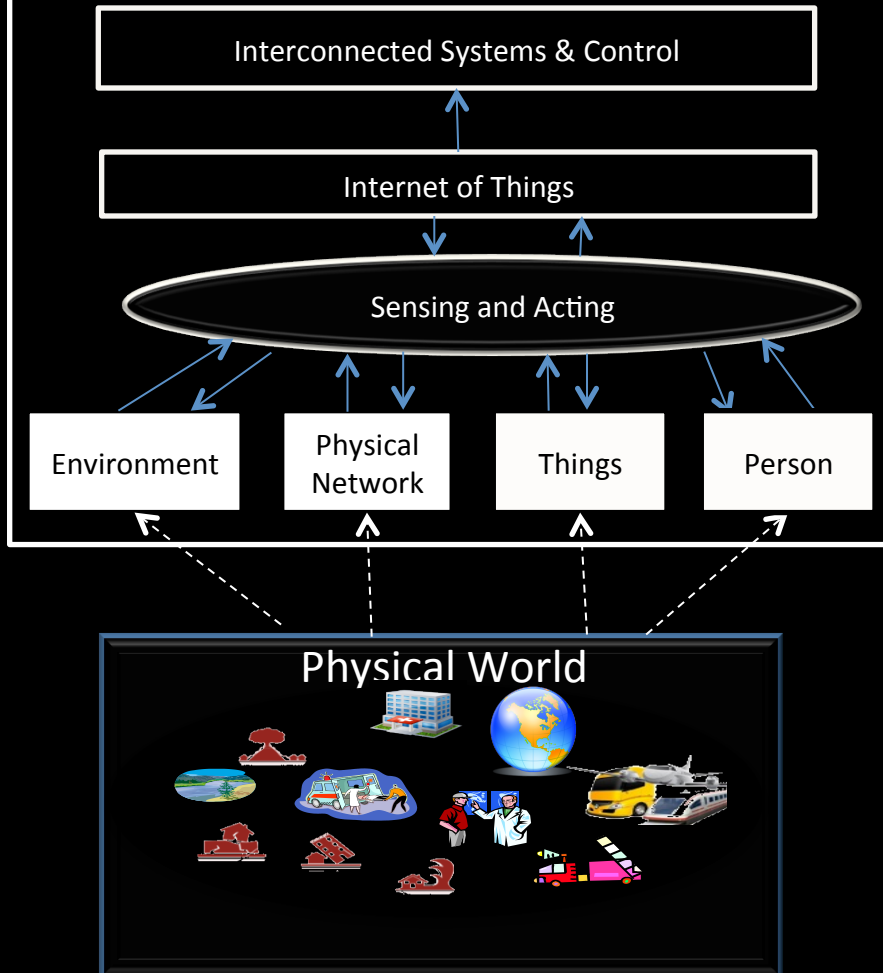 Interconnected Systems & Control
Internet of Things
Sensing and Acting
Environment
Physical
Network
Things
Person
Physical World